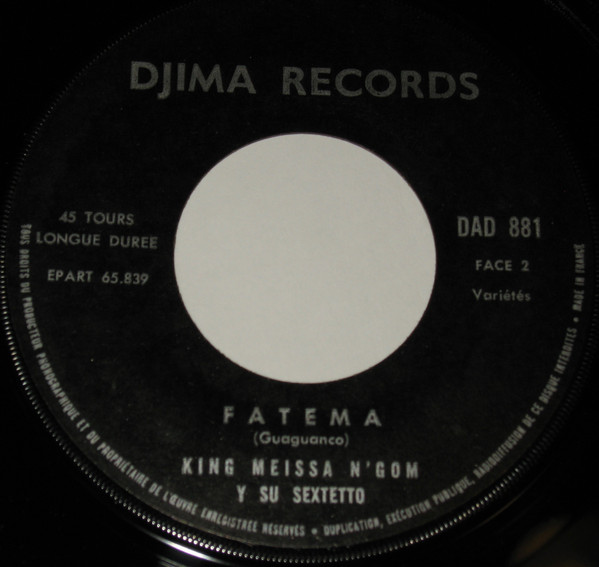 DJIMA RECORDS
45 TOURS
LONGUE DUREE
EPART 65.839
DAD 881
FACE 2
Variétés
FATEMA
(Guaguanco)
KING MEISSA N'GOM
Y SU SEXTETTO
TOUS DROITS DU PRODUCTEUR PHONOGRAPHIQUE ET DU PROPRIETAIRE DE L'ŒUVRE ENREGISTREE RESERVES • DUPLICATION, EXÉCUTION PUBLIQUE, RADIODIFFUSION DE CE DISQUE INTERDITES • MADE IN FRANCE